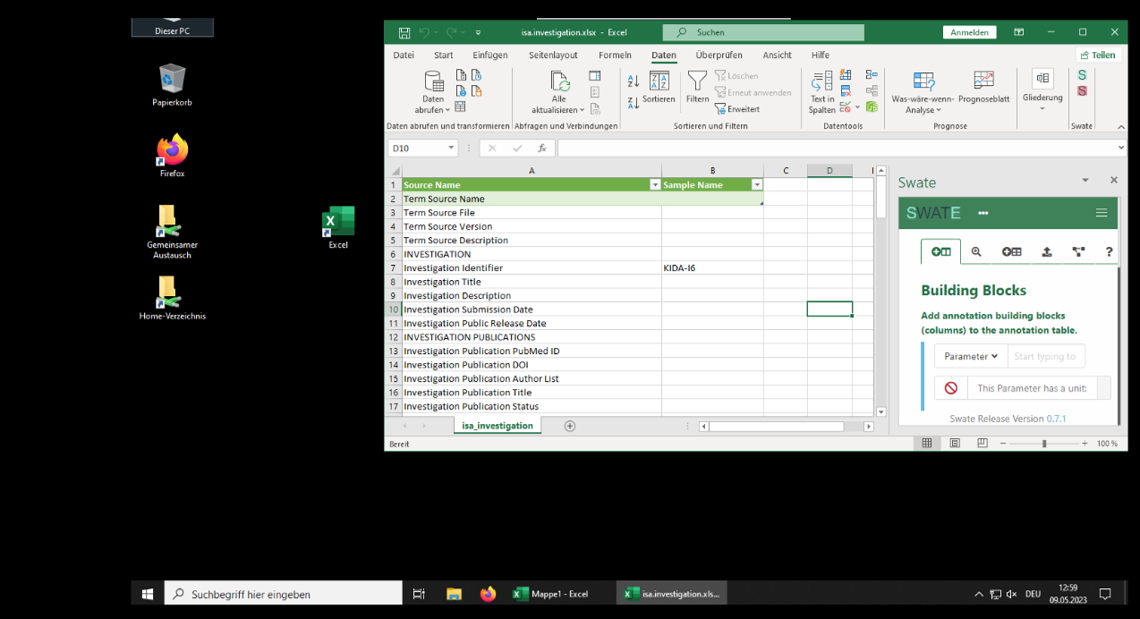 Dieser PC
Papierkorb
Firefox
Gemeinsamer
Austausch
Home-Verzeichnis
Excel
isa.investigation.xlsx - Excel
Suchen
Anmelden
Datei Start Einfügen Seitenlayout Formeln Daten Überprüfen Ansicht Hilfe
Teilen
Daten
abrufen
Alle
aktualisieren
Sortieren
Filtern
Löschen
Erneut anwenden
Erweitert
Text in
Spalten
Was-wäre-wenn-
Analyse
Prognoseblatt
Gliederung
Daten abrufen und transformieren Abfragen und Verbindungen Sortieren und Filtern Datentools Prognose Swate
D10
fx
A B C D
1 Source Name Sample Name
2 Term Source Name
3 Term Source File
4 Term Source Version
5 Term Source Description
6 INVESTIGATION
7 Investigation Identifier KIDA-I6
8 Investigation Title
9 Investigation Description
10 Investigation Submission Date
11 Investigation Public Release Date
12 INVESTIGATION PUBLICATIONS
13 Investigation Publication PubMed ID
14 Investigation Publication DOI
15 Investigation Publication Author List
16 Investigation Publication Title
17 Investigation Publication Status
isa_investigation
Bereit
100 %
Swate
SWATE
Building Blocks
Add annotation building blocks
(columns) to the annotation table.
Parameter Start typing to
This Parameter has a unit:
Swate Release Version 0.7.1
Suchbegriff hier eingeben
Mappe1 - Excel
isa.investigation.xls...
DEU
12:59
09.05.2023